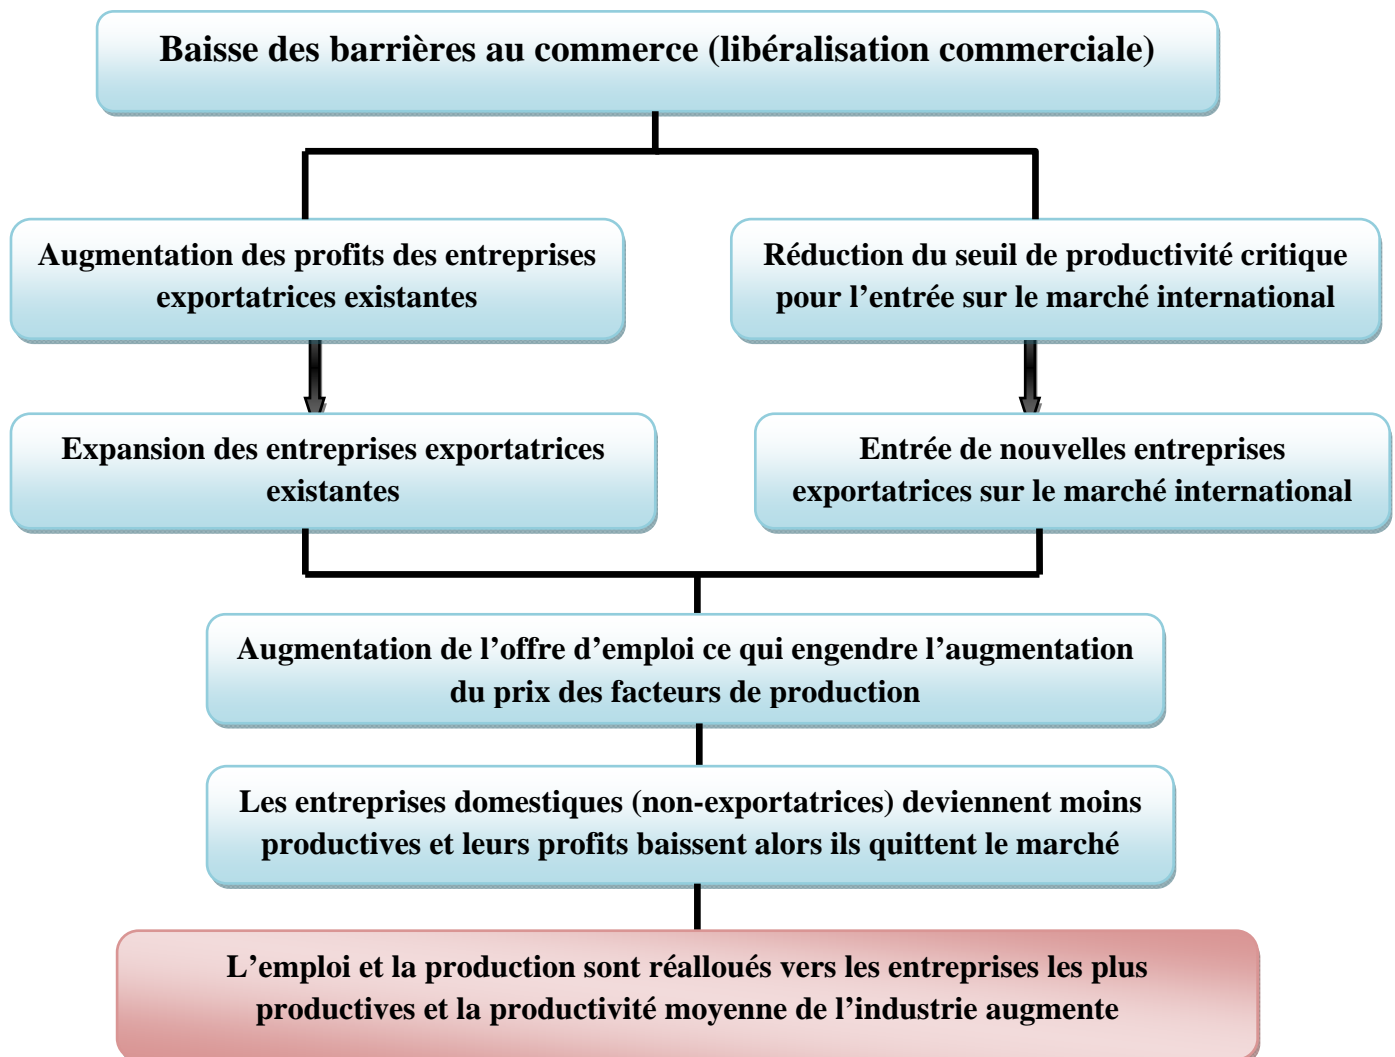 Baisse des barrières au commerce (libéralisation commerciale)
Augmentation des profits des entreprises
exportatrices existantes
Réduction du seuil de productivité critique
pour l’entrée sur le marché international
Expansion des entreprises exportatrices
existantes
Entrée de nouvelles entreprises
exportatrices sur le marché international
Augmentation de l’offre d’emploi ce qui engendre l’augmentation
du prix des facteurs de production
Les entreprises domestiques (non-exportatrices) deviennent moins
productives et leurs profits baissent alors ils quittent le marché
L’emploi et la production sont réalloués vers les entreprises les plus
productives et la productivité moyenne de l’industrie augmente